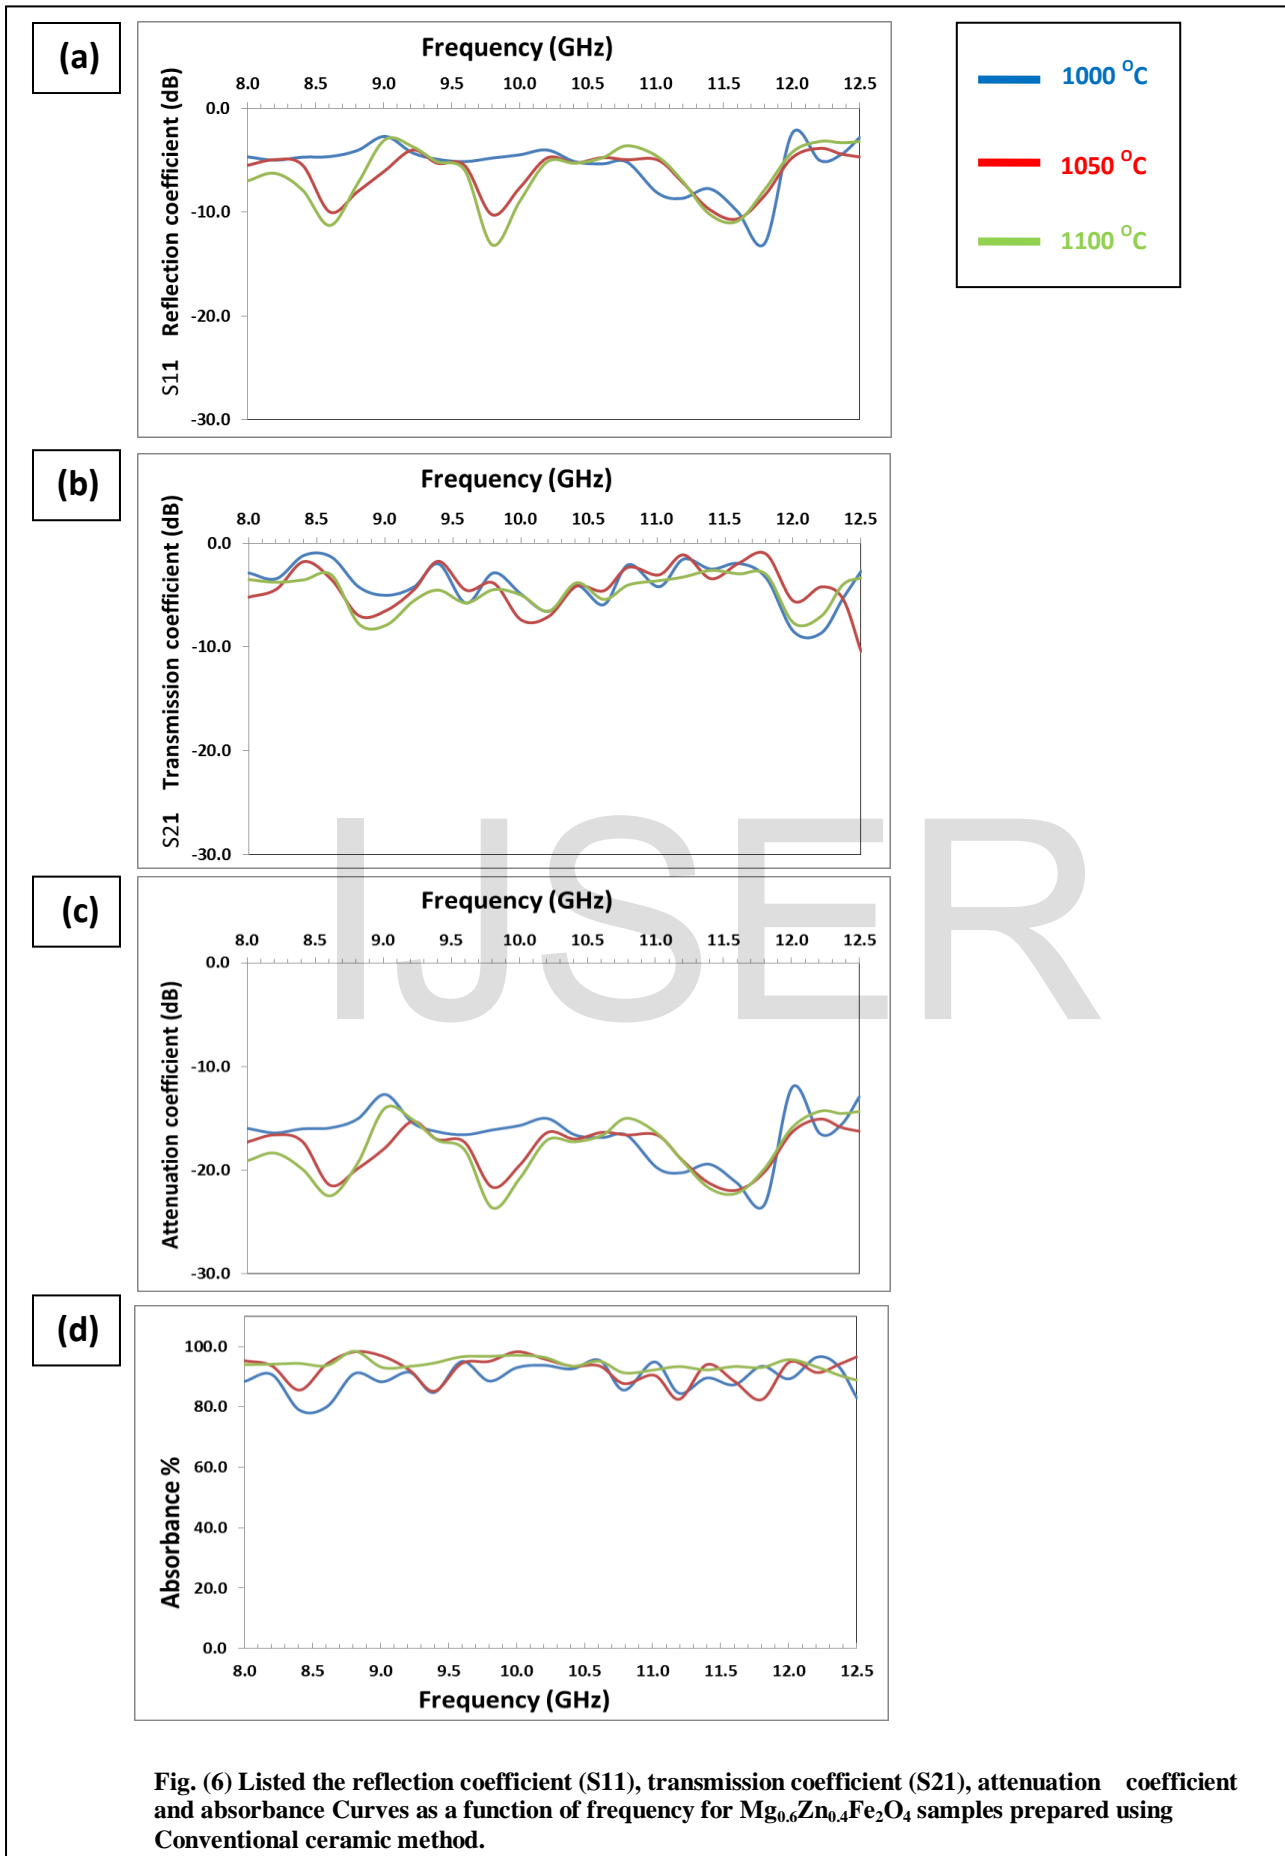 (a)
Frequency (GHz)
8.0 8.5 9.0 9.5 10.0 10.5 11.0 11.5 12.0 12.5
0.0
-10.0
-20.0
-30.0
S11 Reflection coefficient (dB)
1000 °C
1050 °C
1100 °C
(b)
Frequency (GHz)
8.0 8.5 9.0 9.5 10.0 10.5 11.0 11.5 12.0 12.5
0.0
-10.0
-20.0
-30.0
S21 Transmission coefficient (dB)
(c)
Frequency (GHz)
8.0 8.5 9.0 9.5 10.0 10.5 11.0 11.5 12.0 12.5
0.0
-10.0
-20.0
-30.0
Attenuation coefficient (dB)
IJSER
(d)
100.0
80.0
60.0
40.0
20.0
0.0
Absorbance %
8.0 8.5 9.0 9.5 10.0 10.5 11.0 11.5 12.0 12.5
Frequency (GHz)
Fig. (6) Listed the reflection coefficient (S11), transmission coefficient (S21), attenuation coefficient
and absorbance Curves as a function of frequency for Mg₀.₆Zn₀.₄Fe₂O₄ samples prepared using
Conventional ceramic method.